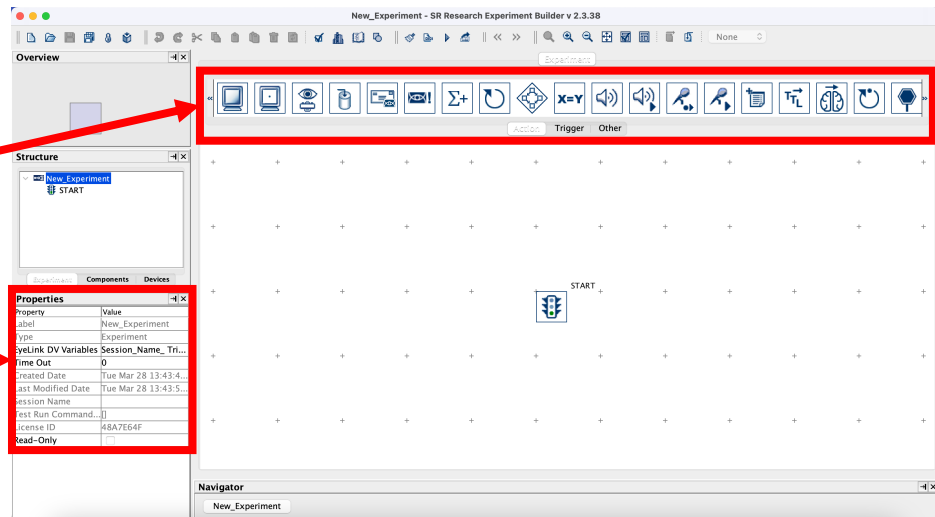 New_Experiment - SR Research Experiment Builder v 2.3.38
None
Overview
Experiment
Σ+
X=Y
TTL
Action Trigger Other
Structure
New_Experiment
START
Experiment Components Devices
START
Properties
Property Value
Label New_Experiment
Type Experiment
EyeLink DV Variables Session_Name_ Tri...
Time Out 0
Created Date Tue Mar 28 13:43:4...
Last Modified Date Tue Mar 28 13:43:5...
Session Name
Test Run Command... []
License ID 48A7E64F
Read-Only
Navigator
New_Experiment